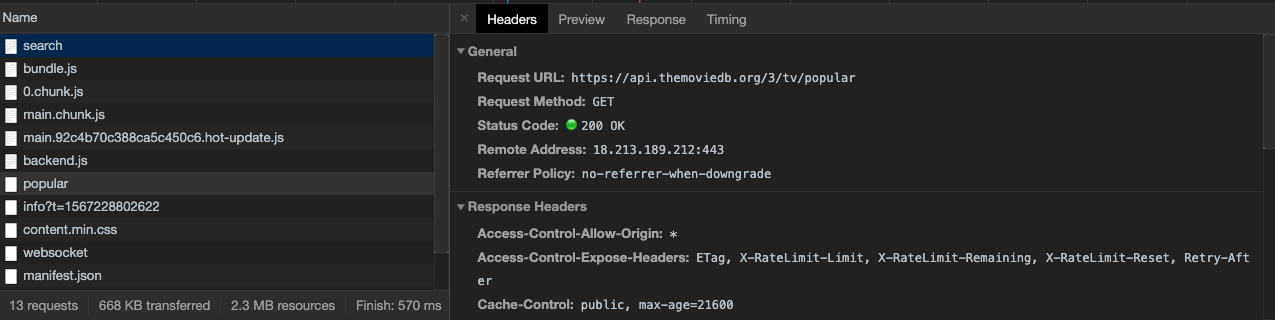 Name
search
bundle.js
0.chunk.js
main.chunk.js
main.92c4b70c388ca5c450c6.hot-update.js
backend.js
popular
info?t=1567228802622
content.min.css
websocket
manifest.json
13 requests 668 KB transferred 2.3 MB resources Finish: 570 ms
× Headers Preview Response Timing
General
Request URL: https://api.themoviedb.org/3/tv/popular
Request Method: GET
Status Code: 200 OK
Remote Address: 18.213.189.212:443
Referrer Policy: no-referrer-when-downgrade
Response Headers
Access-Control-Allow-Origin: *
Access-Control-Expose-Headers: ETag, X-RateLimit-Limit, X-RateLimit-Remaining, X-RateLimit-Reset, Retry-Aft
er
Cache-Control: public, max-age=21600